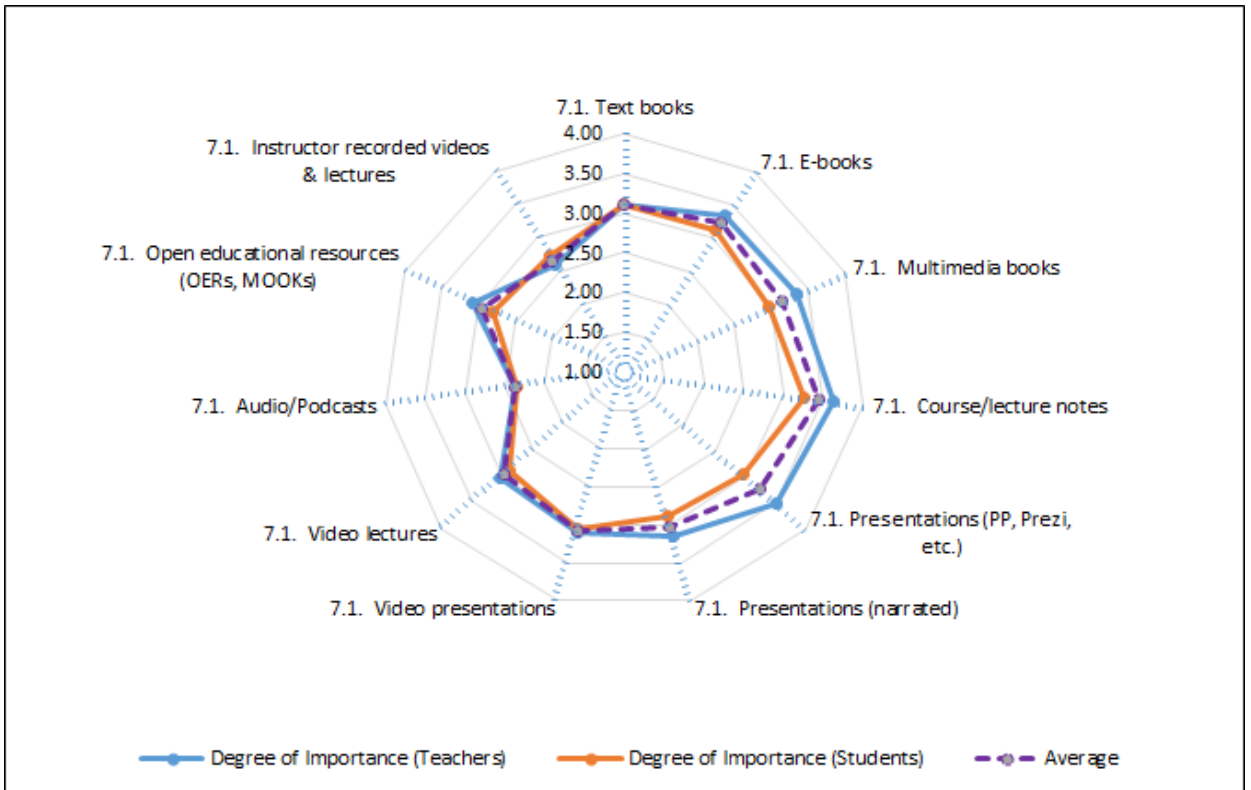 7.1. Text books
4.00
3.50
3.00
2.50
2.00
1.50
1.00
7.1. E-books
7.1.  Multimedia books
7.1.  Course/lecture notes
7.1. Presentations (PP, Prezi,
etc.)
7.1.  Presentations (narrated)
7.1.  Video presentations
7.1.  Video lectures
7.1.  Audio/Podcasts
7.1.  Open educational resources
(OERs, MOOKs)
7.1.  Instructor recorded videos
& lectures
Degree of Importance (Teachers)
Degree of Importance (Students)
Average